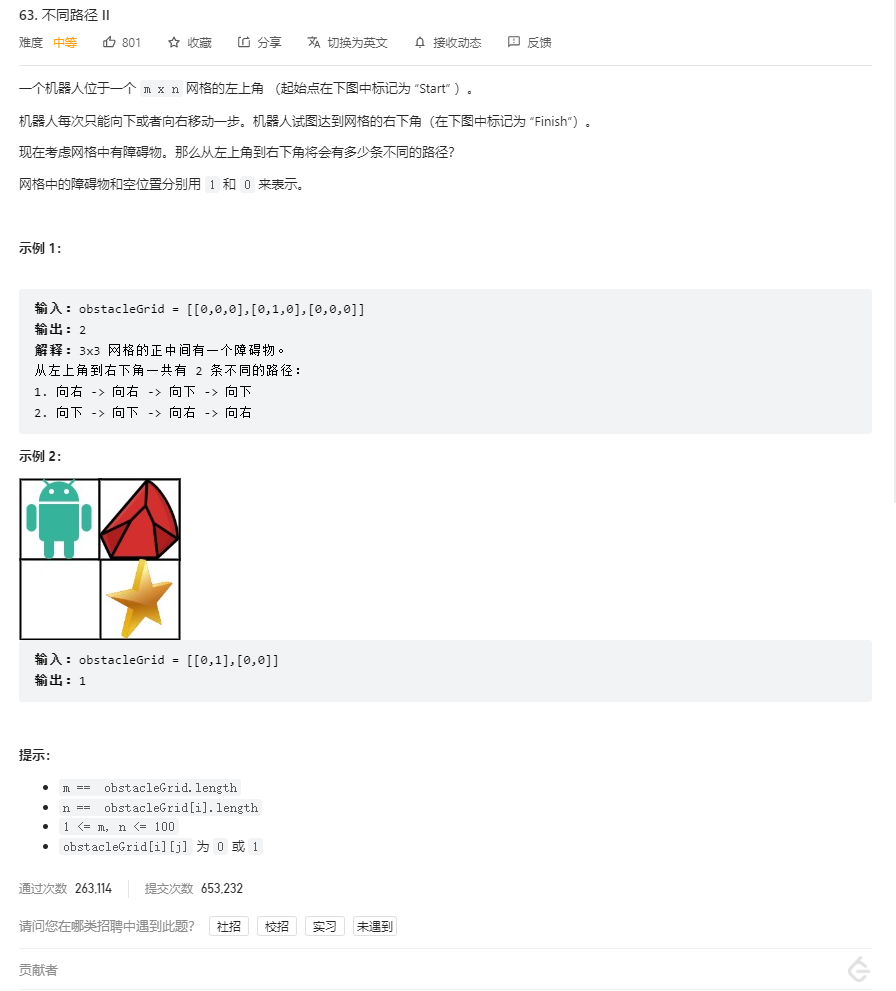 63. 不同路径 II
难度 中等 801 收藏 分享 切换为英文 接收动态 反馈
一个机器人位于一个 m x n 网格的左上角 （起始点在下图中标记为 “Start” ）。
机器人每次只能向下或者向右移动一步。机器人试图达到网格的右下角（在下图中标记为 “Finish”）。
现在考虑网格中有障碍物。那么从左上角到右下角将会有多少条不同的路径？
网格中的障碍物和空位置分别用 1 和 0 来表示。
示例 1：
输入：obstacleGrid = [[0,0,0],[0,1,0],[0,0,0]]
输出：2
解释：3x3 网格的正中间有一个障碍物。
从左上角到右下角一共有 2 条不同的路径：
1. 向右 -> 向右 -> 向下 -> 向下
2. 向下 -> 向下 -> 向右 -> 向右
示例 2：
输入：obstacleGrid = [[0,1],[0,0]]
输出：1
提示：
m == obstacleGrid.length
n == obstacleGrid[i].length
1 <= m, n <= 100
obstacleGrid[i][j] 为 0 或 1
通过次数 263,114 提交次数 653,232
请问您在哪类招聘中遇到此题？ 社招 校招 实习 未遇到
贡献者